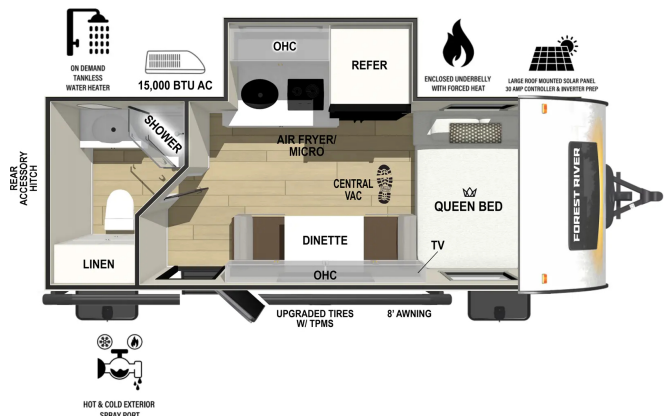 ON DEMAND
TANKLESS
WATER HEATER
15,000 BTU AC
OHC
REFER
ENCLOSED UNDERBELLY
WITH FORCED HEAT
LARGE ROOF MOUNTED SOLAR PANEL
30 AMP CONTROLLER & INVERTER PREP
REAR
ACCESSORY
HITCH
SHOWER
AIR FRYER/
MICRO
CENTRAL
VAC
QUEEN BED
FOREST RIVER
LINEN
DINETTE
TV
OHC
UPGRADED TIRES
W/ TPMS
8' AWNING
HOT & COLD EXTERIOR
SPRAY PORT